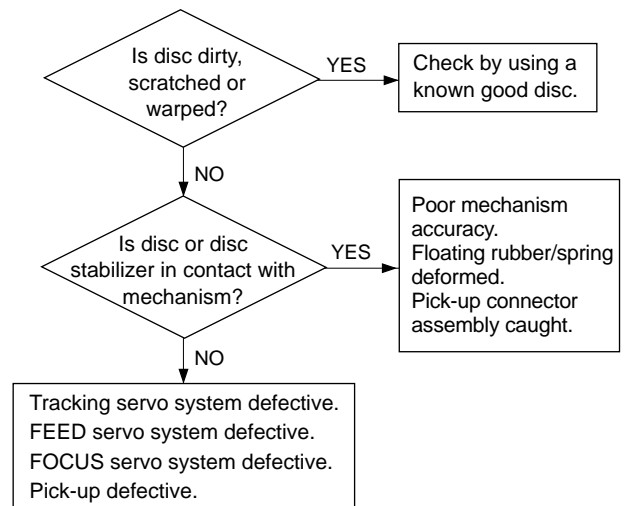 Is disc dirty,
scratched or
warped?
YES
Check by using a
known good disc.
NO
Is disc or disc
stabilizer in contact with
mechanism?
YES
Poor mechanism
accuracy.
Floating rubber/spring
deformed.
Pick-up connector
assembly caught.
NO
Tracking servo system defective.
FEED servo system defective.
FOCUS servo system defective.
Pick-up defective.